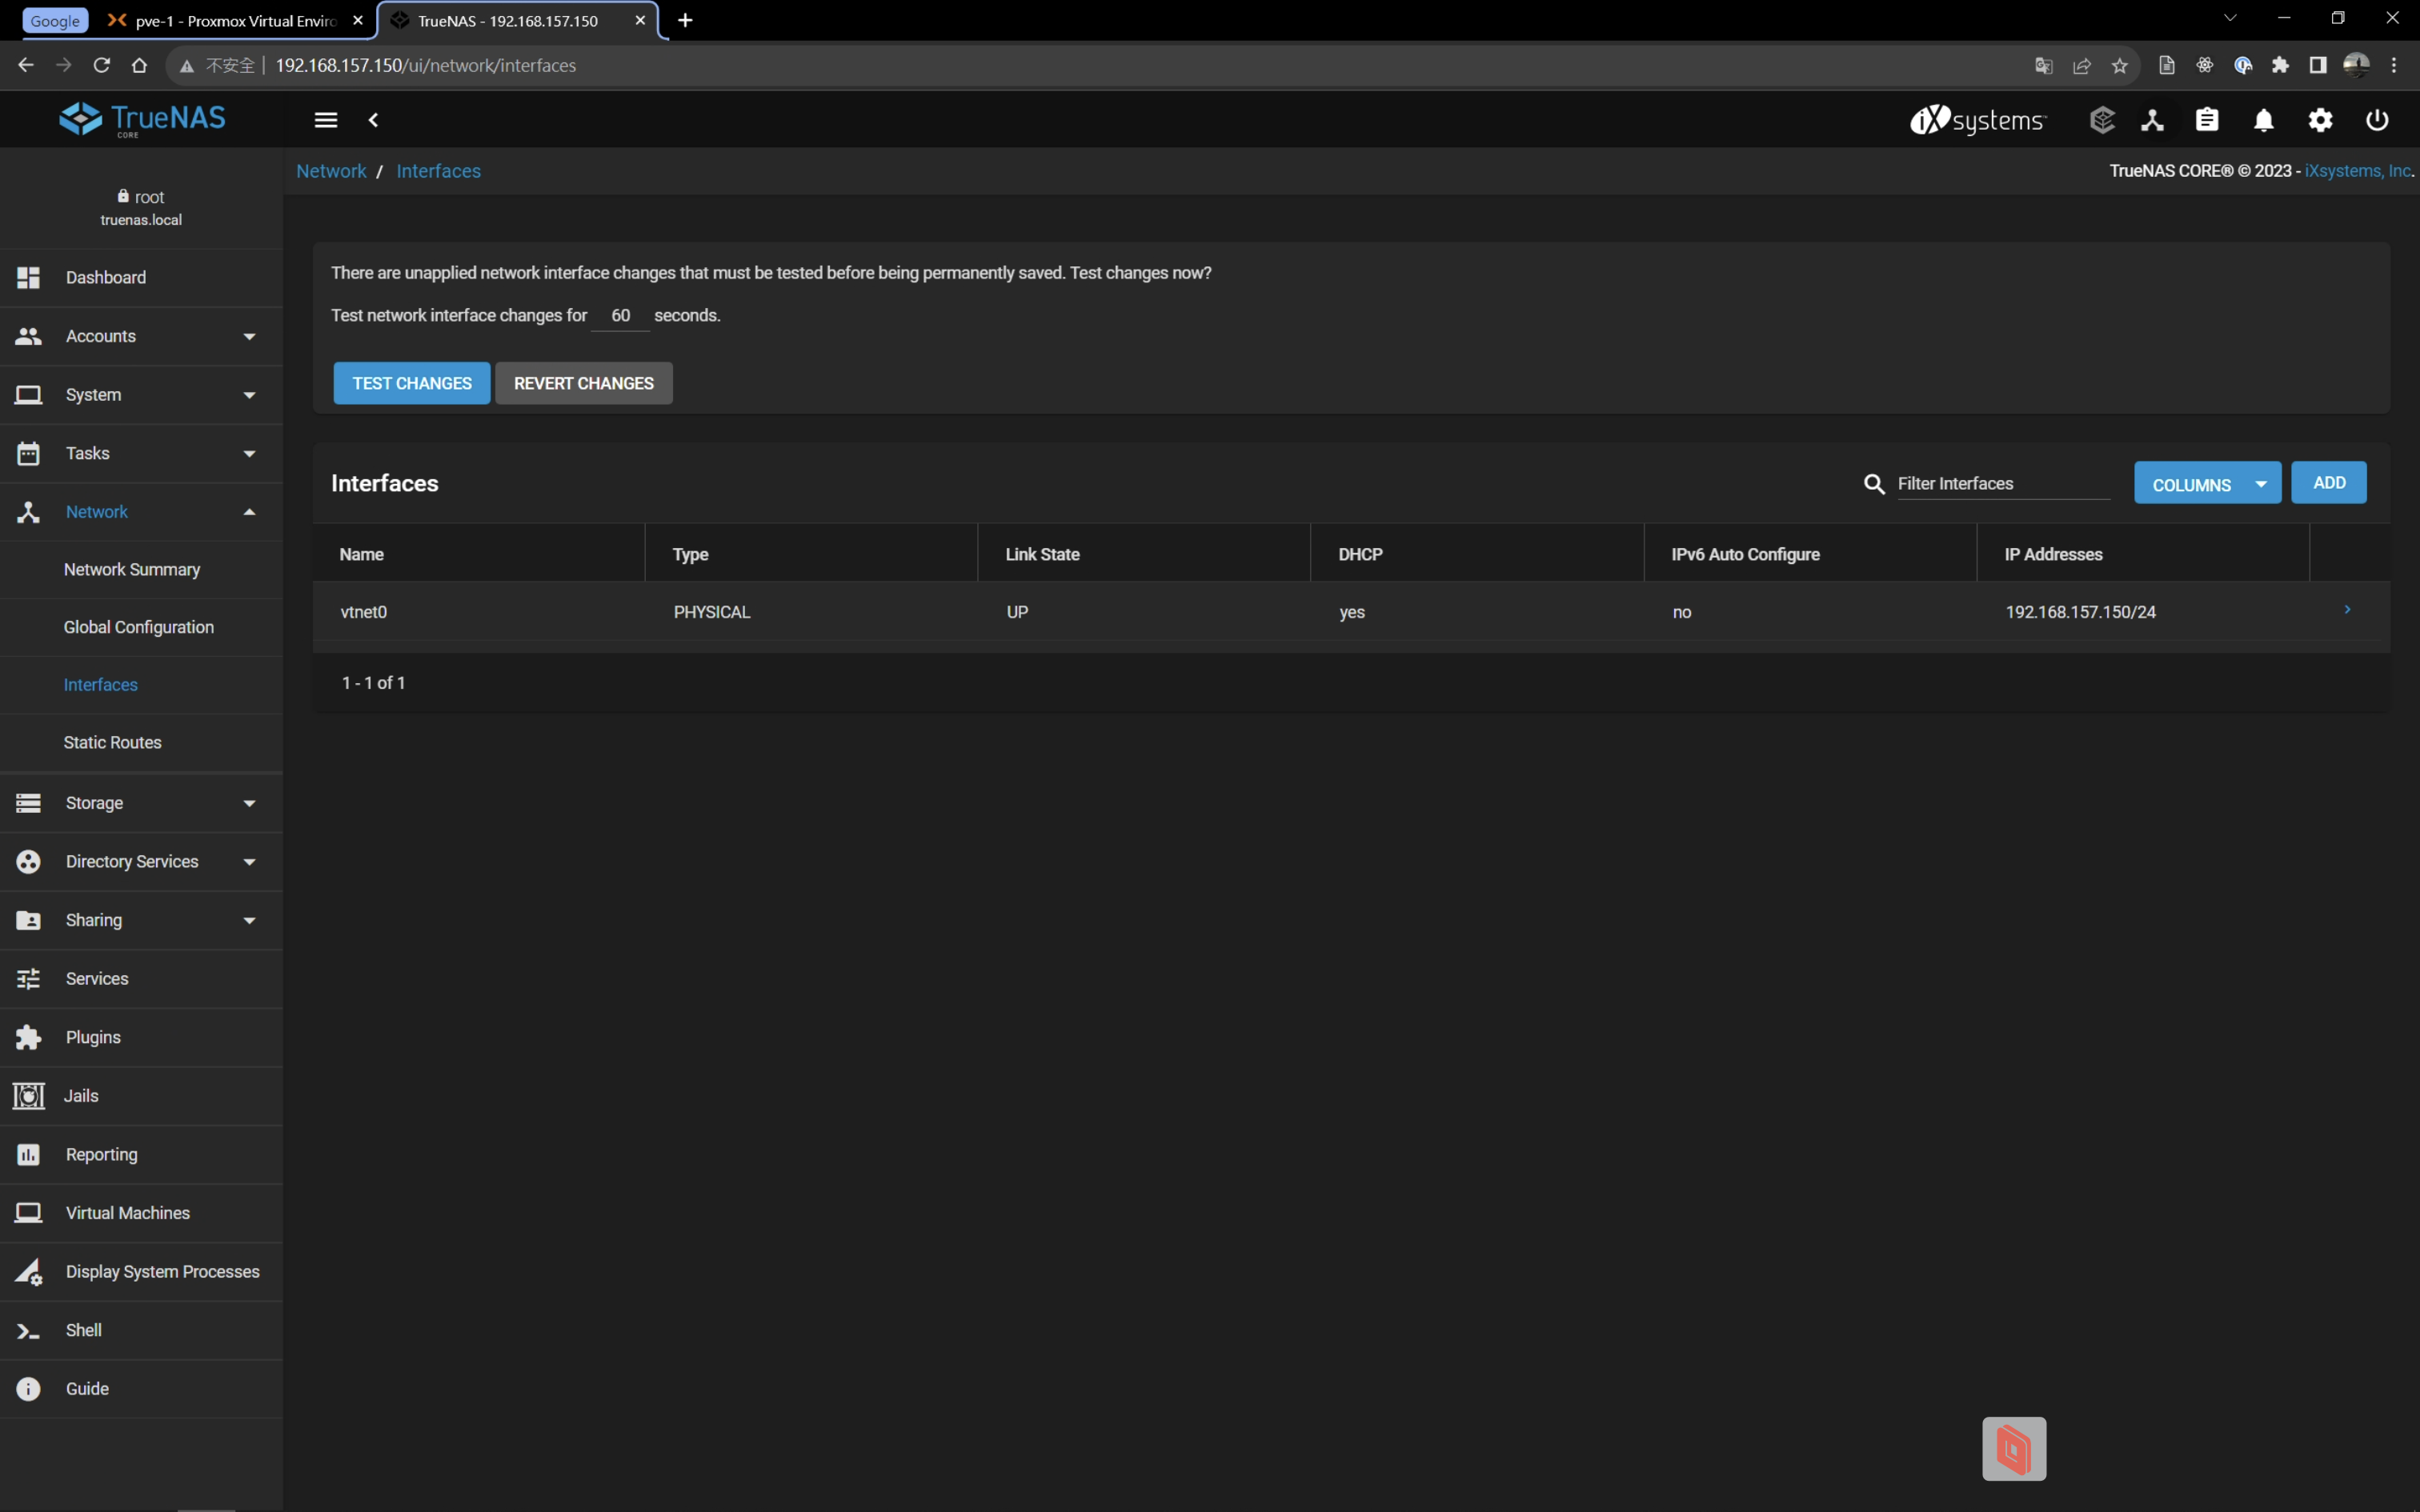 Google
pve-1 - Proxmox Virtual Enviro
TrueNAS - 192.168.157.150
不安全
192.168.157.150/ui/network/interfaces
TrueNAS
CORE
iXsystems
Network / Interfaces
TrueNAS CORE® © 2023 - iXsystems, Inc.
root
truenas.local
Dashboard
Accounts
System
Tasks
Network
Network Summary
Global Configuration
Interfaces
Static Routes
Storage
Directory Services
Sharing
Services
Plugins
Jails
Reporting
Virtual Machines
Display System Processes
Shell
Guide
There are unapplied network interface changes that must be tested before being permanently saved. Test changes now?
Test network interface changes for 60 seconds.
TEST CHANGES
REVERT CHANGES
Interfaces
Filter Interfaces
COLUMNS
ADD
Name Type Link State DHCP IPv6 Auto Configure IP Addresses
vtnet0 PHYSICAL UP yes no 192.168.157.150/24
1 - 1 of 1